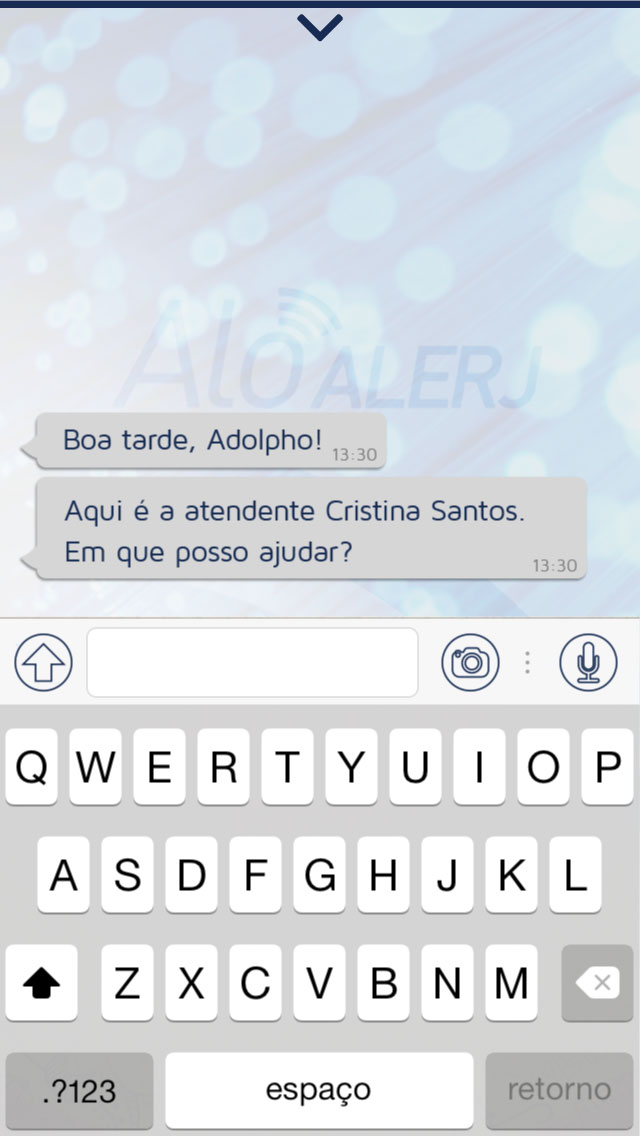 Alô ALERJ
Boa tarde, Adolpho!
13:30
Aqui é a atendente Cristina Santos.
Em que posso ajudar?
13:30
Q W E R T Y U I O P
A S D F G H J K L
Z X C V B N M
.?123 espaço retorno